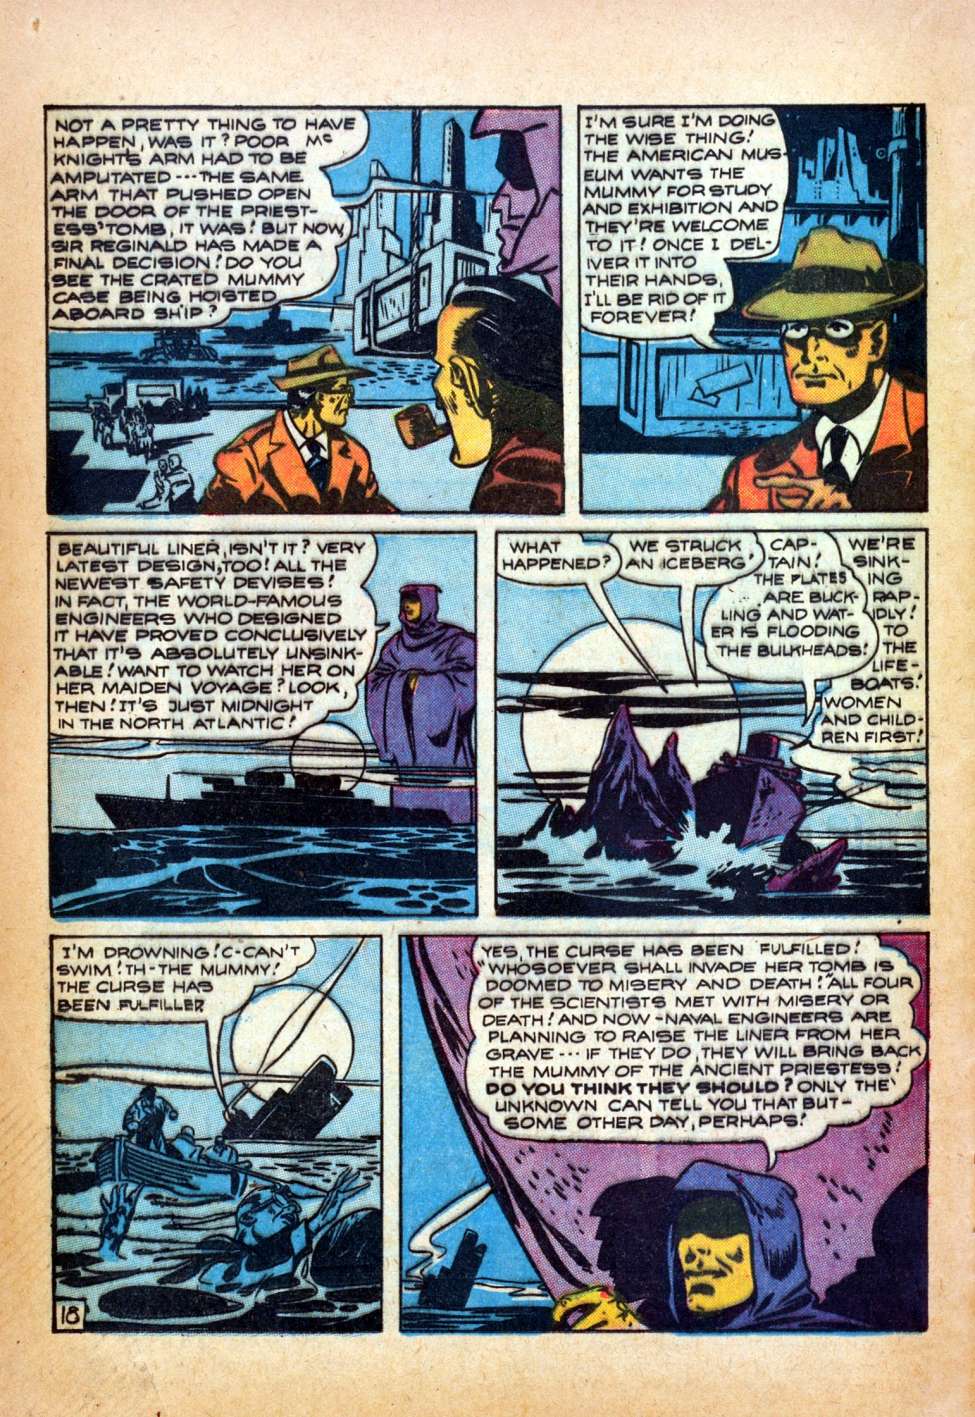 NOT A PRETTY THING TO HAVE
HAPPEN, WAS IT? POOR Mc
KNIGHT'S ARM HAD TO BE
AMPUTATED --- THE SAME
ARM THAT PUSHED OPEN
THE DOOR OF THE PRIEST-
ESS' TOMB, IT WAS! BUT NOW,
SIR REGINALD HAS MADE A
FINAL DECISION! DO YOU
SEE THE CRATED MUMMY
CASE BEING HOISTED
ABOARD SHIP?
I'M SURE I'M DOING
THE WISE THING!
THE AMERICAN MUS-
EUM WANTS THE
MUMMY FOR STUDY
AND EXHIBITION AND
THEY'RE WELCOME
TO IT! ONCE I DEL-
IVER IT INTO
THEIR HANDS,
I'LL BE RID OF IT
FOREVER!
BEAUTIFUL LINER, ISN'T IT? VERY
LATEST DESIGN, TOO! ALL THE
NEWEST SAFETY DEVISES!
IN FACT, THE WORLD-FAMOUS
ENGINEERS WHO DESIGNED
IT HAVE PROVED CONCLUSIVELY
THAT IT'S ABSOLUTELY UNSINK-
ABLE! WANT TO WATCH HER ON
HER MAIDEN VOYAGE? LOOK,
THEN! IT'S JUST MIDNIGHT
IN THE NORTH ATLANTIC!
WHAT
HAPPENED?
WE STRUCK
AN ICEBERG!
CAP-
TAIN!
THE PLATES
... ARE BUCK-
LING AND WAT-
ER IS FLOODING
THE BULKHEADS!
WE'RE
SINK-
ING
RAP-
IDLY!
TO
THE
LIFE-
BOATS!
WOMEN
AND CHILD-
REN FIRST!
I'M DROWNING! C-CAN'T
SWIM! TH-THE MUMMY!
THE CURSE HAS
BEEN FULFILLED
18
YES, THE CURSE HAS BEEN FULFILLED!
"WHOSOEVER SHALL INVADE HER TOMB IS
DOOMED TO MISERY AND DEATH!" ALL FOUR
OF THE SCIENTISTS MET WITH MISERY OR
DEATH! AND NOW - NAVAL ENGINEERS ARE
PLANNING TO RAISE THE LINER FROM HER
GRAVE --- IF THEY DO, THEY WILL BRING BACK
THE MUMMY OF THE ANCIENT PRIESTESS!
DO YOU THINK THEY SHOULD? ONLY THE
UNKNOWN CAN TELL YOU THAT BUT-
SOME OTHER DAY, PERHAPS!